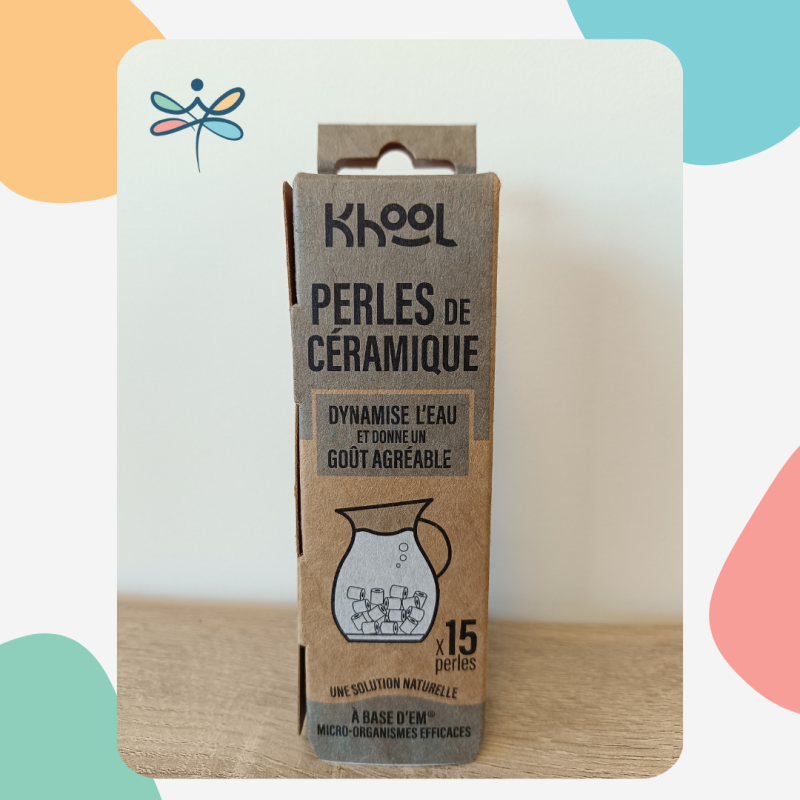 Khool
PERLES DE
CÉRAMIQUE
DYNAMISE L'EAU
ET DONNE UN
GOÛT AGRÉABLE
x15
perles
UNE SOLUTION NATURELLE
À BASE D'EM®
MICRO-ORGANISMES EFFICACES